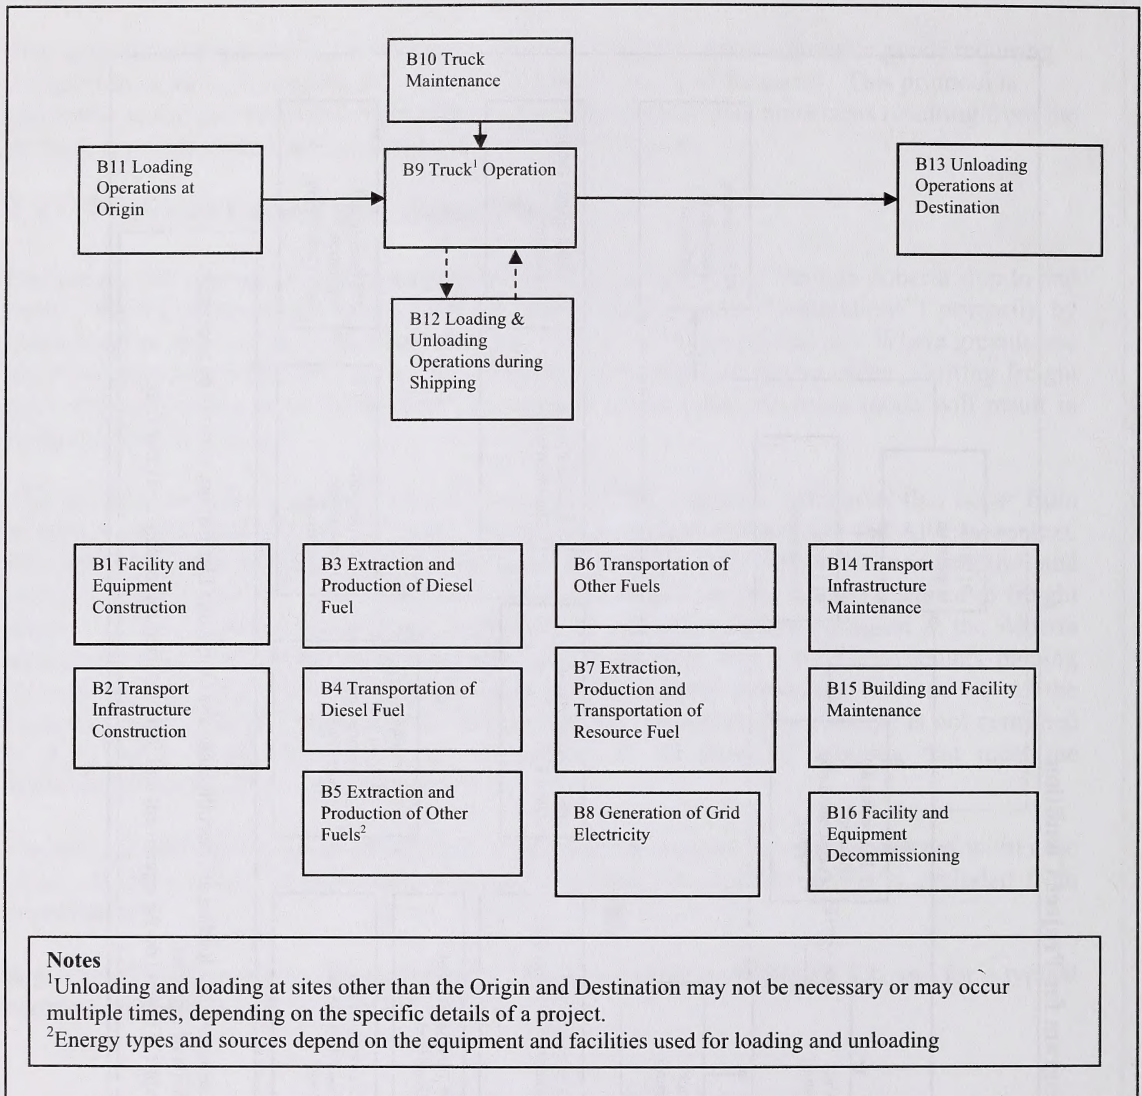 B10 Truck
Maintenance
B11 Loading
Operations at
Origin
B9 Truck¹ Operation
B13 Unloading
Operations at
Destination
B12 Loading &
Unloading
Operations during
Shipping
B1 Facility and
Equipment
Construction
B3 Extraction and
Production of Diesel
Fuel
B6 Transportation of
Other Fuels
B14 Transport
Infrastructure
Maintenance
B2 Transport
Infrastructure
Construction
B4 Transportation of
Diesel Fuel
B7 Extraction,
Production and
Transportation of
Resource Fuel
B15 Building and Facility
Maintenance
B5 Extraction and
Production of Other
Fuels²
B8 Generation of Grid
Electricity
B16 Facility and
Equipment
Decommissioning
Notes
¹Unloading and loading at sites other than the Origin and Destination may not be necessary or may occur
multiple times, depending on the specific details of a project.
²Energy types and sources depend on the equipment and facilities used for loading and unloading